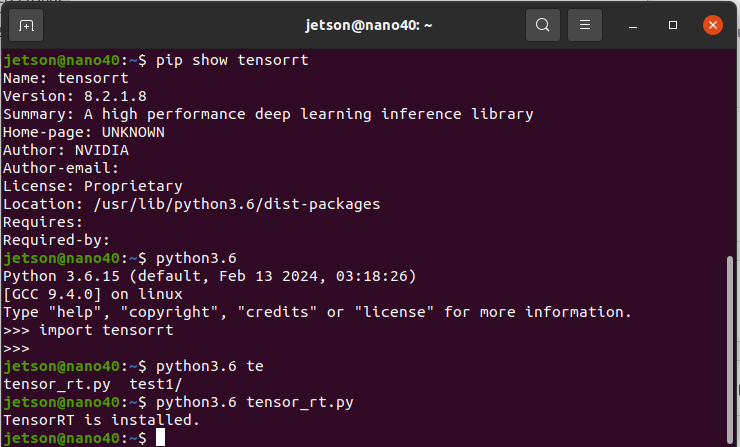 jetson@nano40: ~
jetson@nano40:~$ pip show tensorrt
Name: tensorrt
Version: 8.2.1.8
Summary: A high performance deep learning inference library
Home-page: UNKNOWN
Author: NVIDIA
Author-email:
License: Proprietary
Location: /usr/lib/python3.6/dist-packages
Requires:
Required-by:
jetson@nano40:~$ python3.6
Python 3.6.15 (default, Feb 13 2024, 03:18:26)
[GCC 9.4.0] on linux
Type "help", "copyright", "credits" or "license" for more information.
>>> import tensorrt
>>>
jetson@nano40:~$ python3.6 te
tensor_rt.py  test1/
jetson@nano40:~$ python3.6 tensor_rt.py
TensorRT is installed.
jetson@nano40:~$